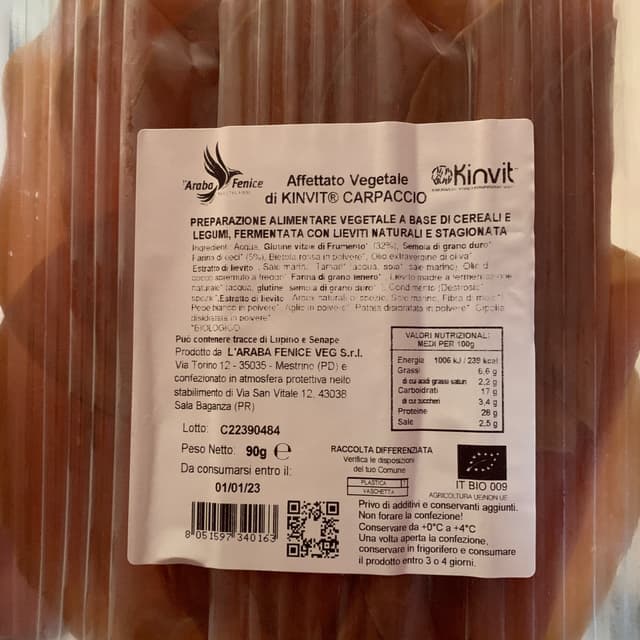 L'Araba Fenice
Kinvit
Affettato Vegetale
di KINVIT® CARPACCIO
PREPARAZIONE ALIMENTARE VEGETALE A BASE DI CEREALI E
LEGUMI, FERMENTATA CON LIEVITI NATURALI E STAGIONATA
Ingredienti: Acqua, Glutine vitale di Frumento* (32%), Semola di grano duro*
Farina di ceci* (5%), Bietola rossa in polvere*, Olio extravergine di oliva*
Estratto di lievito, Sale marino, Tamari* (acqua, soia* sale marino), Olio di
cocco spremuto a freddo* Farina di grano tenero*, Lievito madre a fermentazione
naturale* (acqua, glutine, semola di grano duro*), Condimento (Destrosio*
spezie*, Estratto di lievito, Aromi naturali, Sale marino, Fibra di mais*)
Pepe bianco in polvere*, Aglio in polvere*, Patata disidratata in polvere*, Cipolla
disidratata in polvere*
*BIOLOGICO
Può contenere tracce di Lupino e Senape
Prodotto da L'ARABA FENICE VEG S.r.l.
Via Torino 12 - 35035 - Mestrino (PD) e
confezionato in atmosfera protettiva nello
stabilimento di Via San Vitale 12, 43038
Sala Baganza (PR)
VALORI NUTRIZIONALI
MEDI PER 100g
Energia 1006 kJ / 239 kcal
Grassi 6,6 g
di cui acidi grassi saturi 2,2 g
Carboidrati 17 g
di cui zuccheri 3,4 g
Proteine 26 g
Sale 2,5 g
Lotto: C22390484
Peso Netto: 90g e
Da consumarsi entro il:
01/01/23
8 051597 340163
RACCOLTA DIFFERENZIATA
Verifica le disposizioni
del tuo Comune
PLASTICA
VASCHETTA
IT BIO 009
AGRICOLTURA UE/NON UE
Privo di additivi e conservanti aggiunti.
Non forare la confezione!
Conservare da +0°C a +4°C
Una volta aperta la confezione,
conservare in frigorifero e consumare
il prodotto entro 3 o 4 giorni.